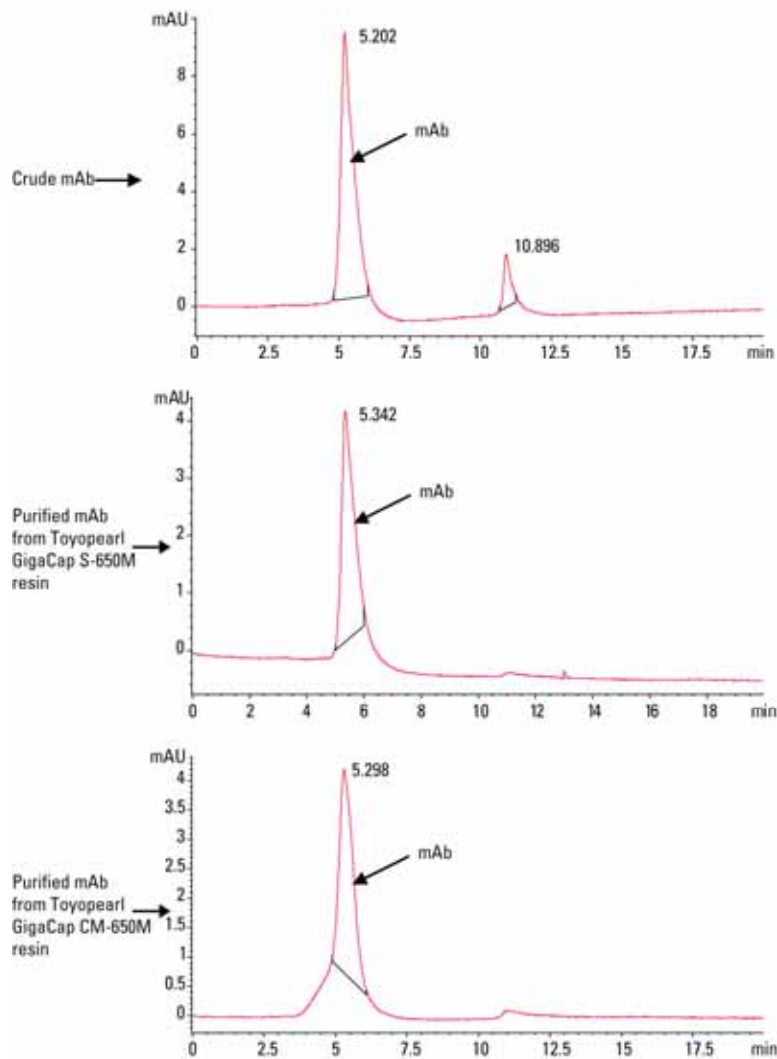 mAU
5.202
8
mAb
6
Crude mAb
4
10.896
2
0
0 2.5 5 7.5 10 12.5 15 17.5 min
mAU
4
5.342
3
mAb
Purified mAb
from Toyopearl
GigaCap S-650M
resin
2
1
0
0 2 4 6 8 10 12 14 16 18 min
mAU
4
5.298
3.5
3
mAb
2.5
Purified mAb
from Toyopearl
GigaCap CM-650M
resin
2
1.5
1
0.5
0
0 2.5 5 7.5 10 12.5 15 17.5 min